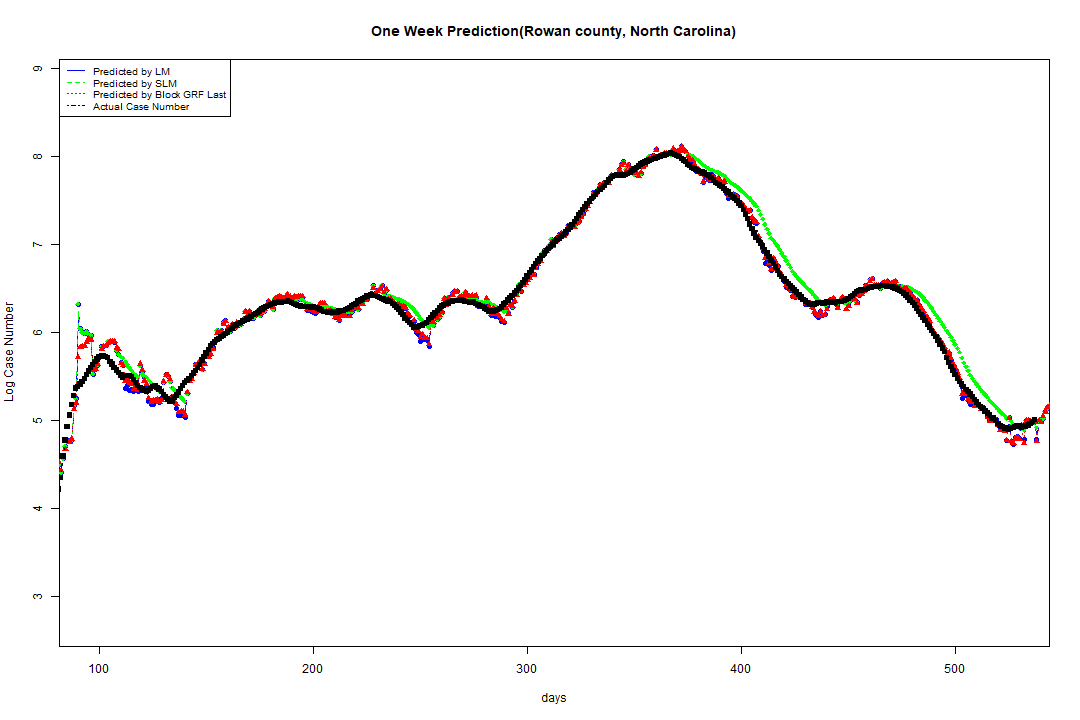 One Week Prediction(Rowan county, North Carolina)
Predicted by LM
Predicted by SLM
Predicted by Block GRF Last
Actual Case Number
Log Case Number
9
8
7
6
5
4
3
100 200 300 400 500
days